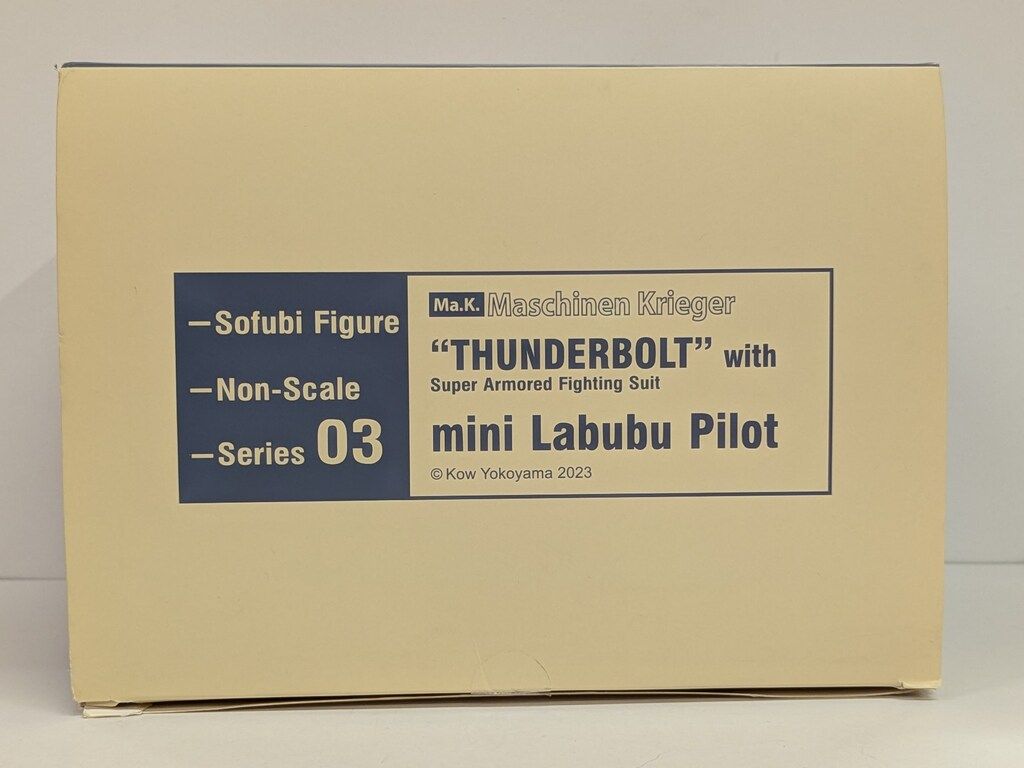 —Sofubi Figure
—Non-Scale
—Series 03
Ma.K. Maschinen Krieger
“THUNDERBOLT” with
Super Armored Fighting Suit
mini Labubu Pilot
© Kow Yokoyama 2023